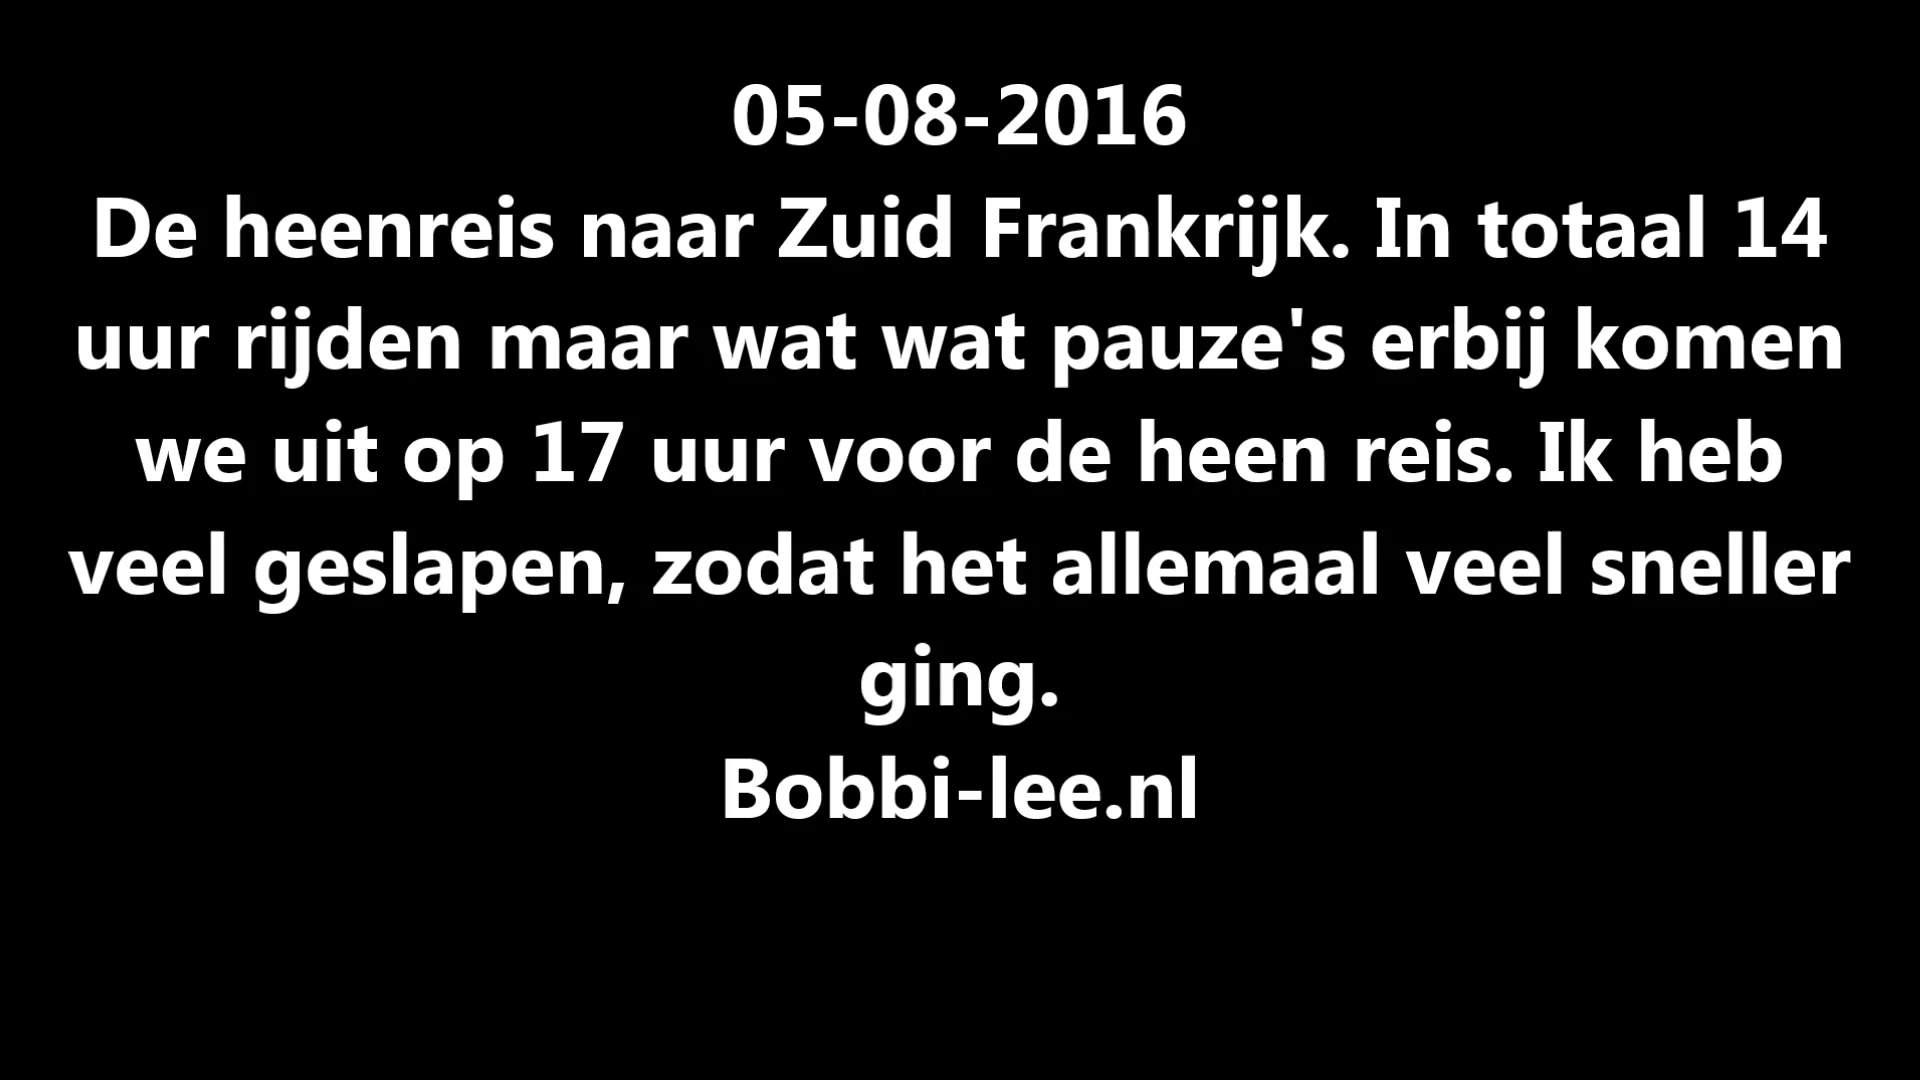 05-08-2016
De heenreis naar Zuid Frankrijk. In totaal 14
uur rijden maar wat wat pauze's erbij komen
we uit op 17 uur voor de heen reis. Ik heb
veel geslapen, zodat het allemaal veel sneller
ging.
Bobbi-lee.nl